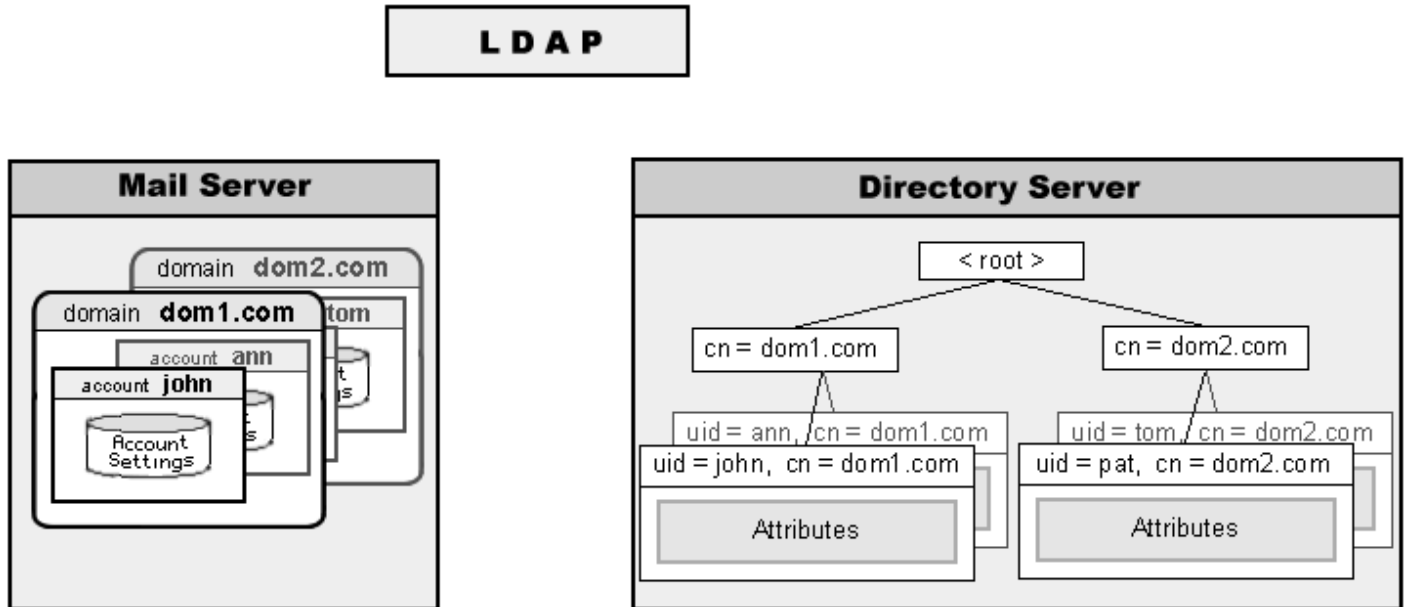 L D A P
Mail Server
domain dom2.com
tom
domain dom1.com
account ann
account john
Account
Settings
Directory Server
< root >
cn = dom1.com
cn = dom2.com
uid = ann, cn = dom1.com
uid = john, cn = dom1.com
Attributes
uid = tom, cn = dom2.com
uid = pat, cn = dom2.com
Attributes